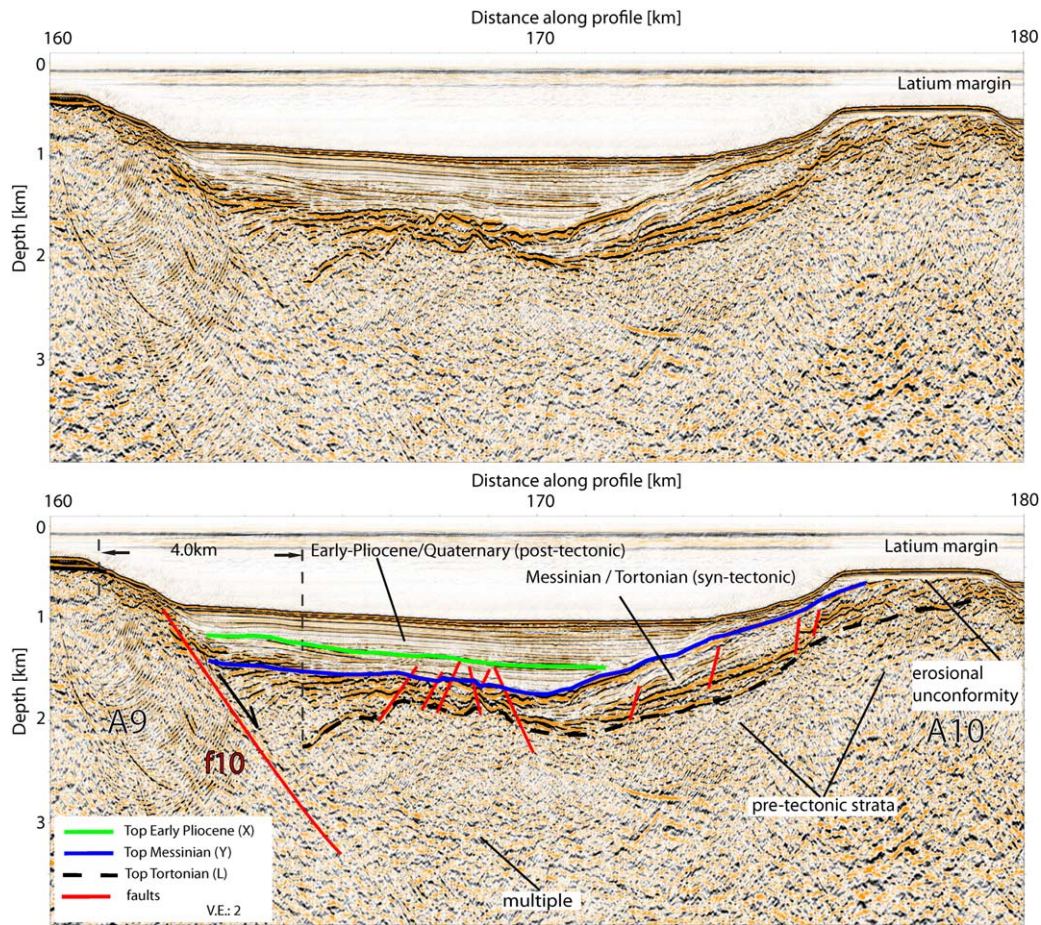 Distance along profile [km]
160 170 180
0
Latium margin
1
Depth [km]
2
3
Distance along profile [km]
160 170 180
0
4.0km
Early-Pliocene/Quaternary (post-tectonic)
Latium margin
Messinian / Tortonian (syn-tectonic)
1
Depth [km]
erosional
unconformity
A9
2
A10
f10
pre-tectonic strata
3
Top Early Pliocene (X)
Top Messinian (Y)
Top Tortonian (L)
faults
V.E.: 2
multiple